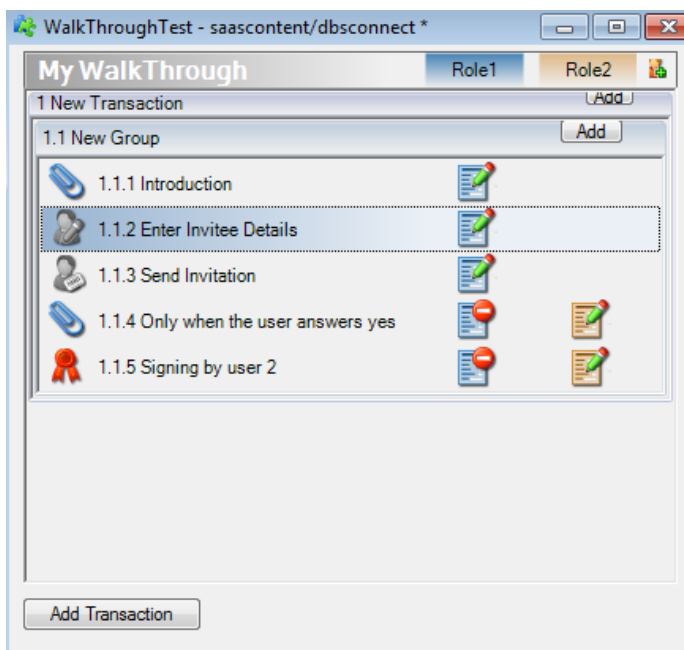 WalkThroughTest - saascontent/dbsconnect *
My WalkThrough Role1 Role2
1 New Transaction Add
1.1 New Group Add
1.1.1 Introduction
1.1.2 Enter Invitee Details
1.1.3 Send Invitation
1.1.4 Only when the user answers yes
1.1.5 Signing by user 2
Add Transaction